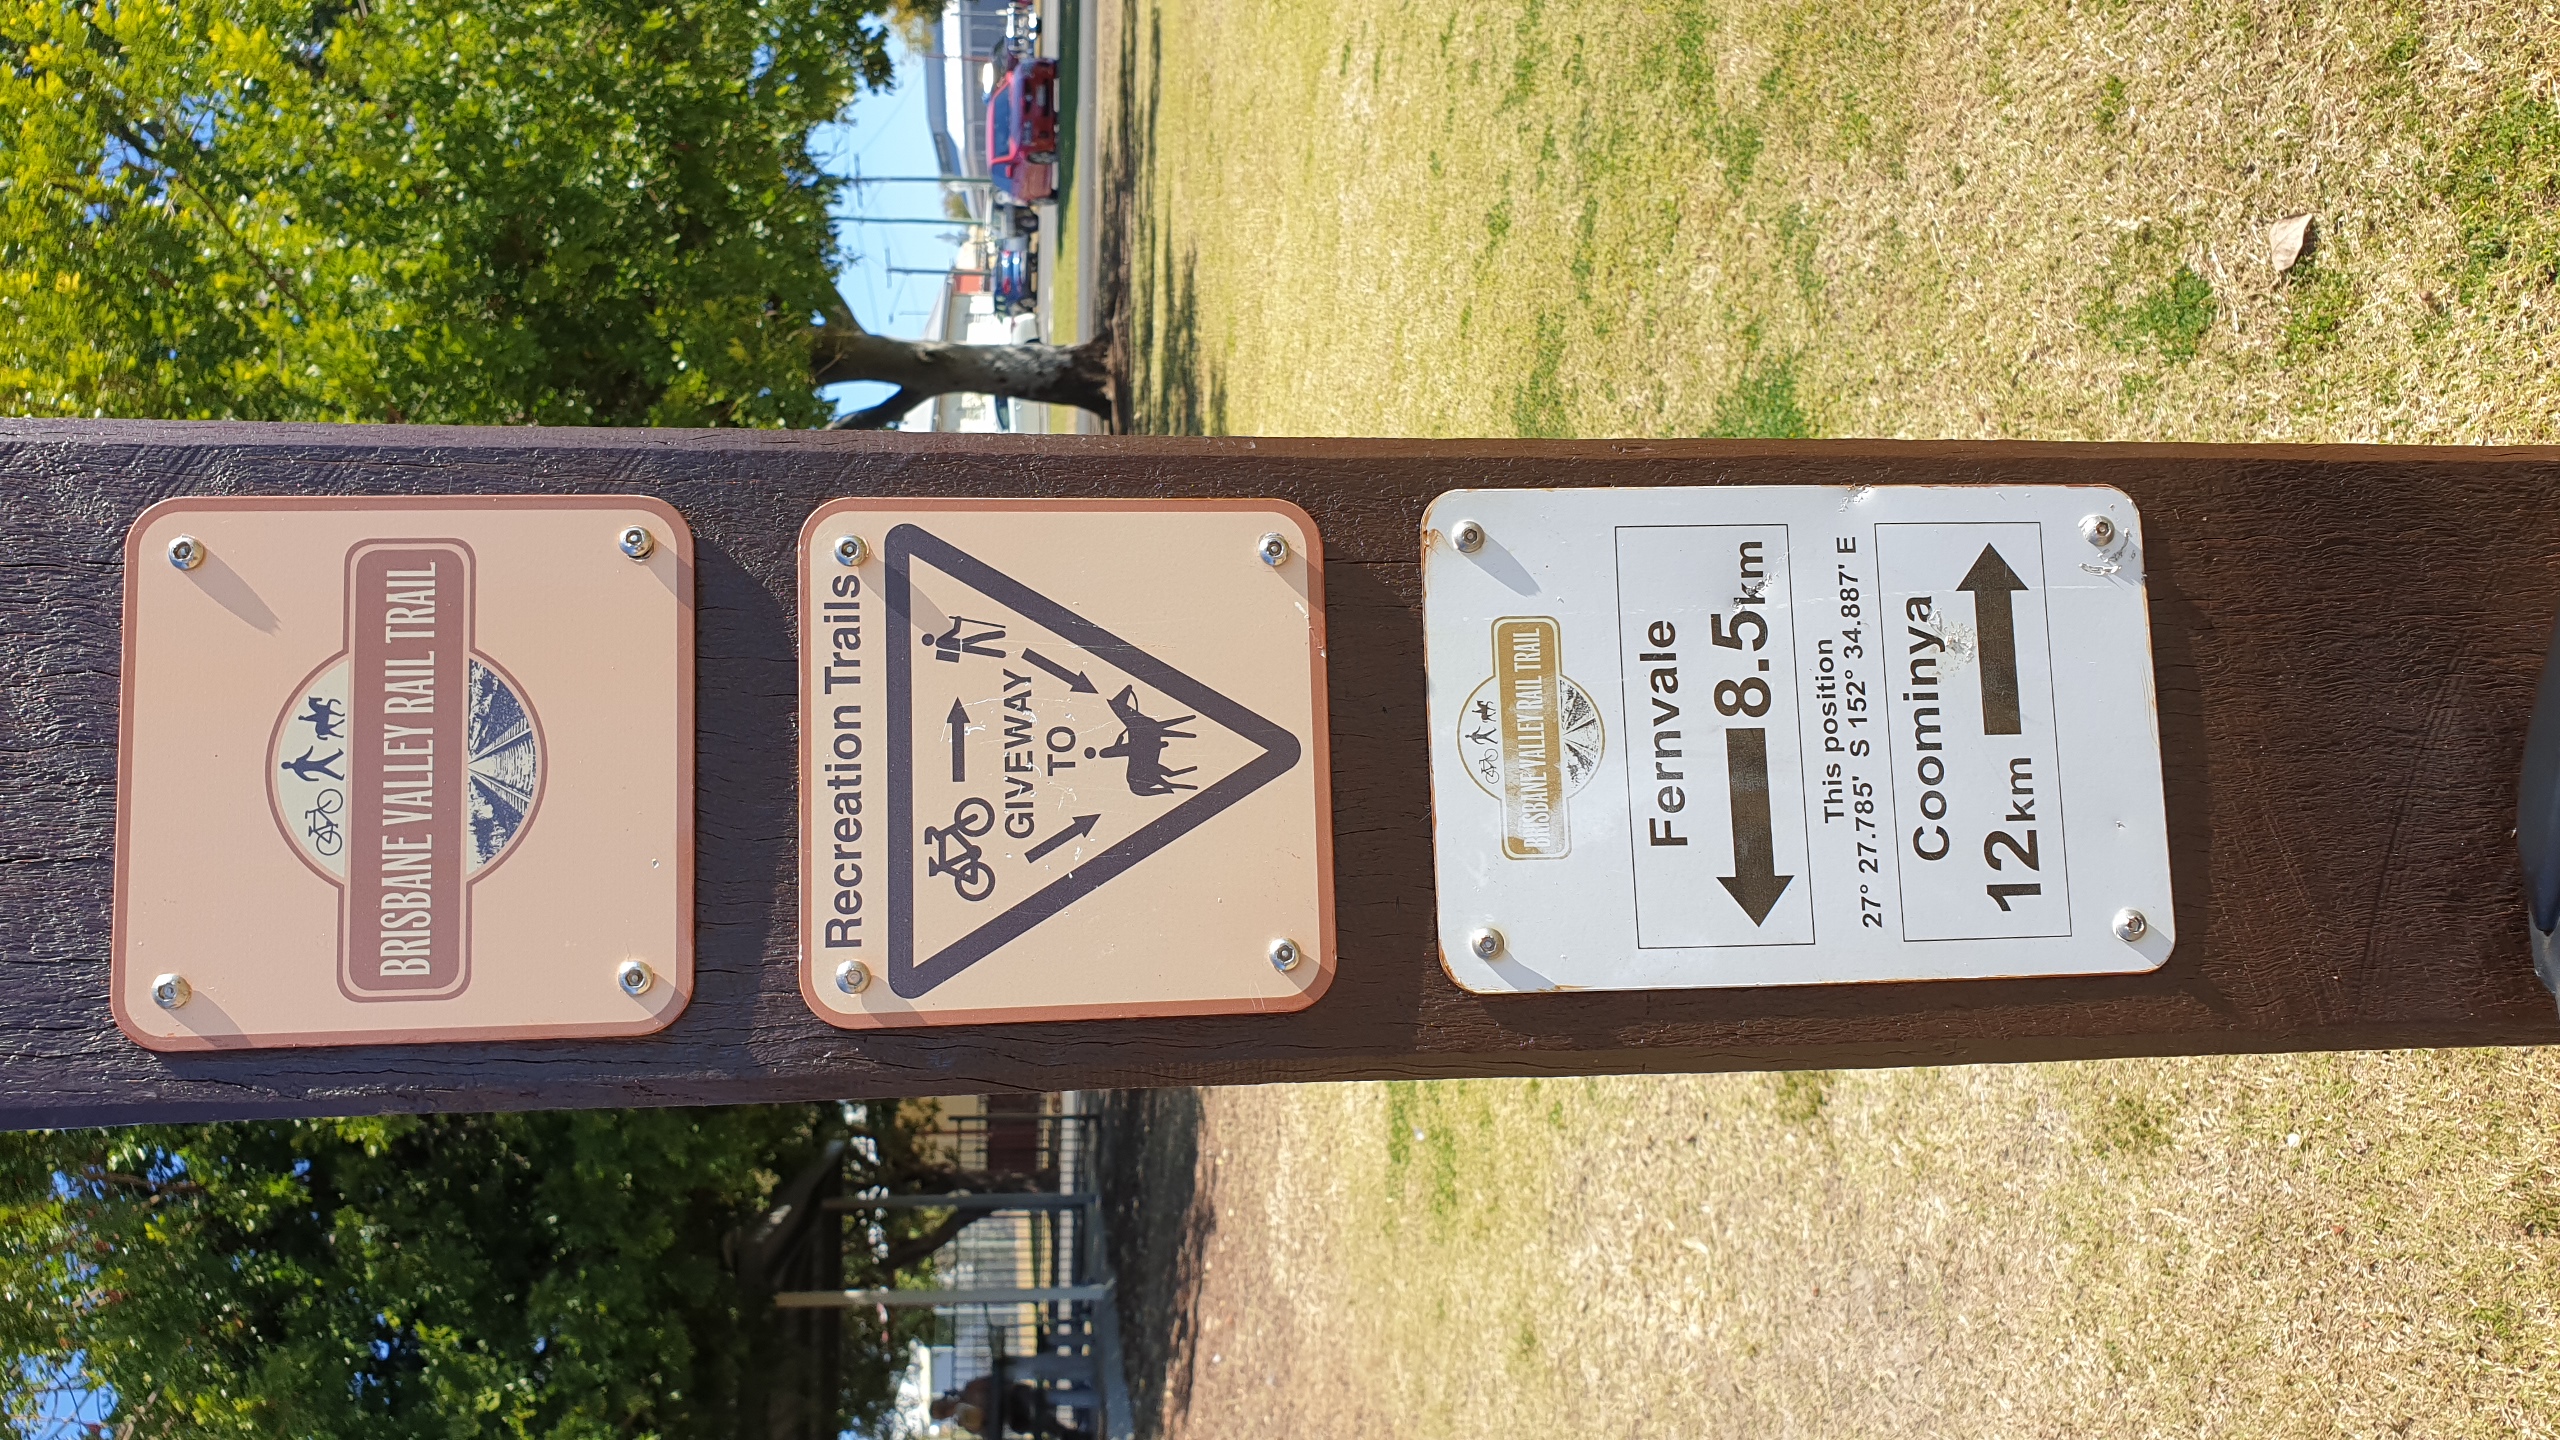 BRISBANE VALLEY RAIL TRAIL
Recreation Trails
GIVEWAY
TO
BRISBANE VALLEY RAIL TRAIL
Fernvale
8.5km
This position
27° 27.785' S 152° 34.887' E
Coominya
12km